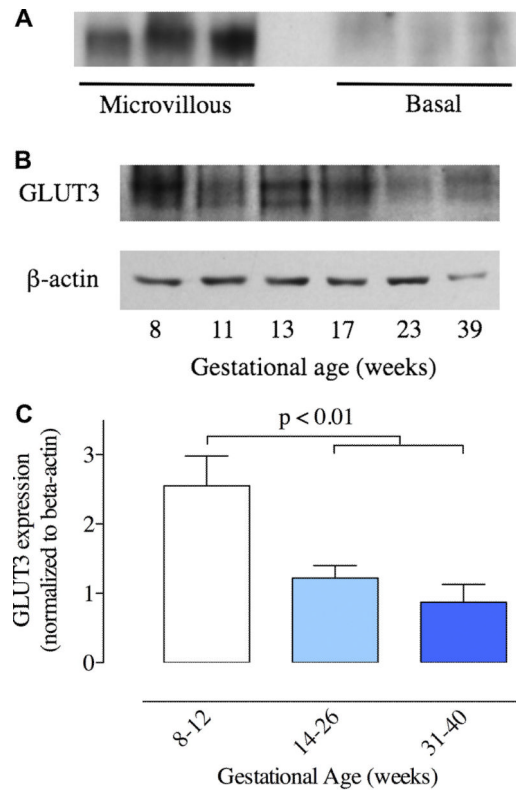 A
Microvillous Basal
B
GLUT3
β-actin
8 11 13 17 23 39
Gestational age (weeks)
C
p < 0.01
GLUT3 expression
(normalized to beta-actin)
3
2
1
0
8-12 14-26 31-40
Gestational Age (weeks)